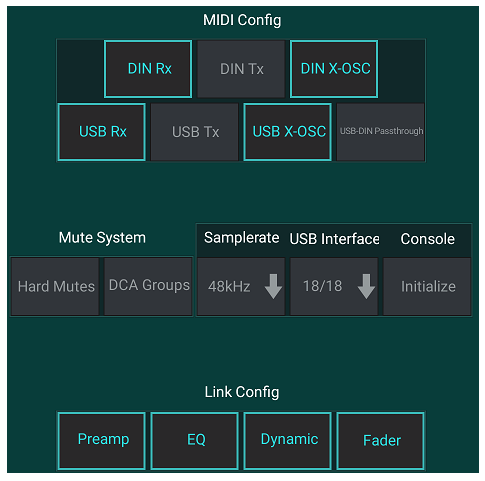 MIDI Config
DIN Rx DIN Tx DIN X-OSC
USB Rx USB Tx USB X-OSC USB-DIN Passthrough
Mute System Samplerate USB Interface Console
Hard Mutes DCA Groups 48kHz 18/18 Initialize
Link Config
Preamp EQ Dynamic Fader